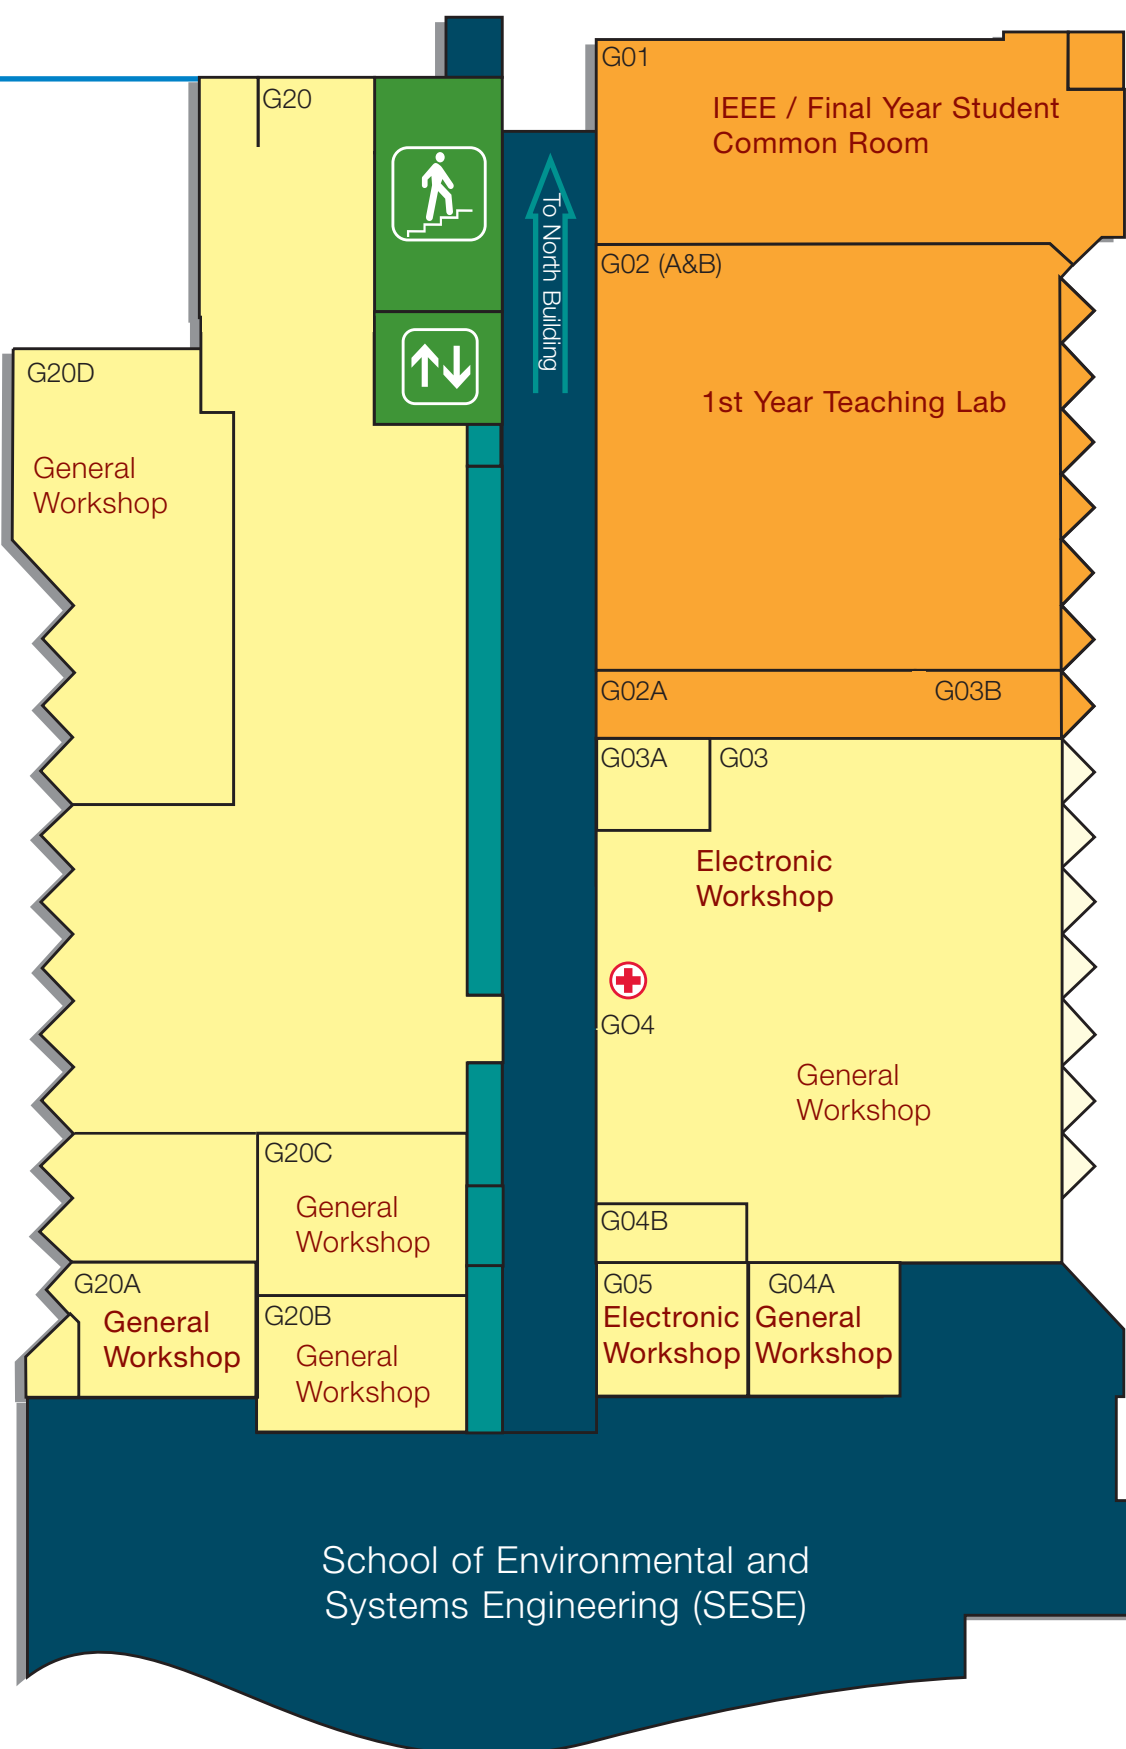 G01
IEEE / Final Year Student
Common Room
G20
To North Building
G02 (A&B)
1st Year Teaching Lab
G20D
General
Workshop
G02A
G03B
G03A
G03
Electronic
Workshop
GO4
General
Workshop
G20C
General
Workshop
G04B
G20A
General
Workshop
G20B
General
Workshop
G05
Electronic
Workshop
G04A
General
Workshop
School of Environmental and
Systems Engineering (SESE)